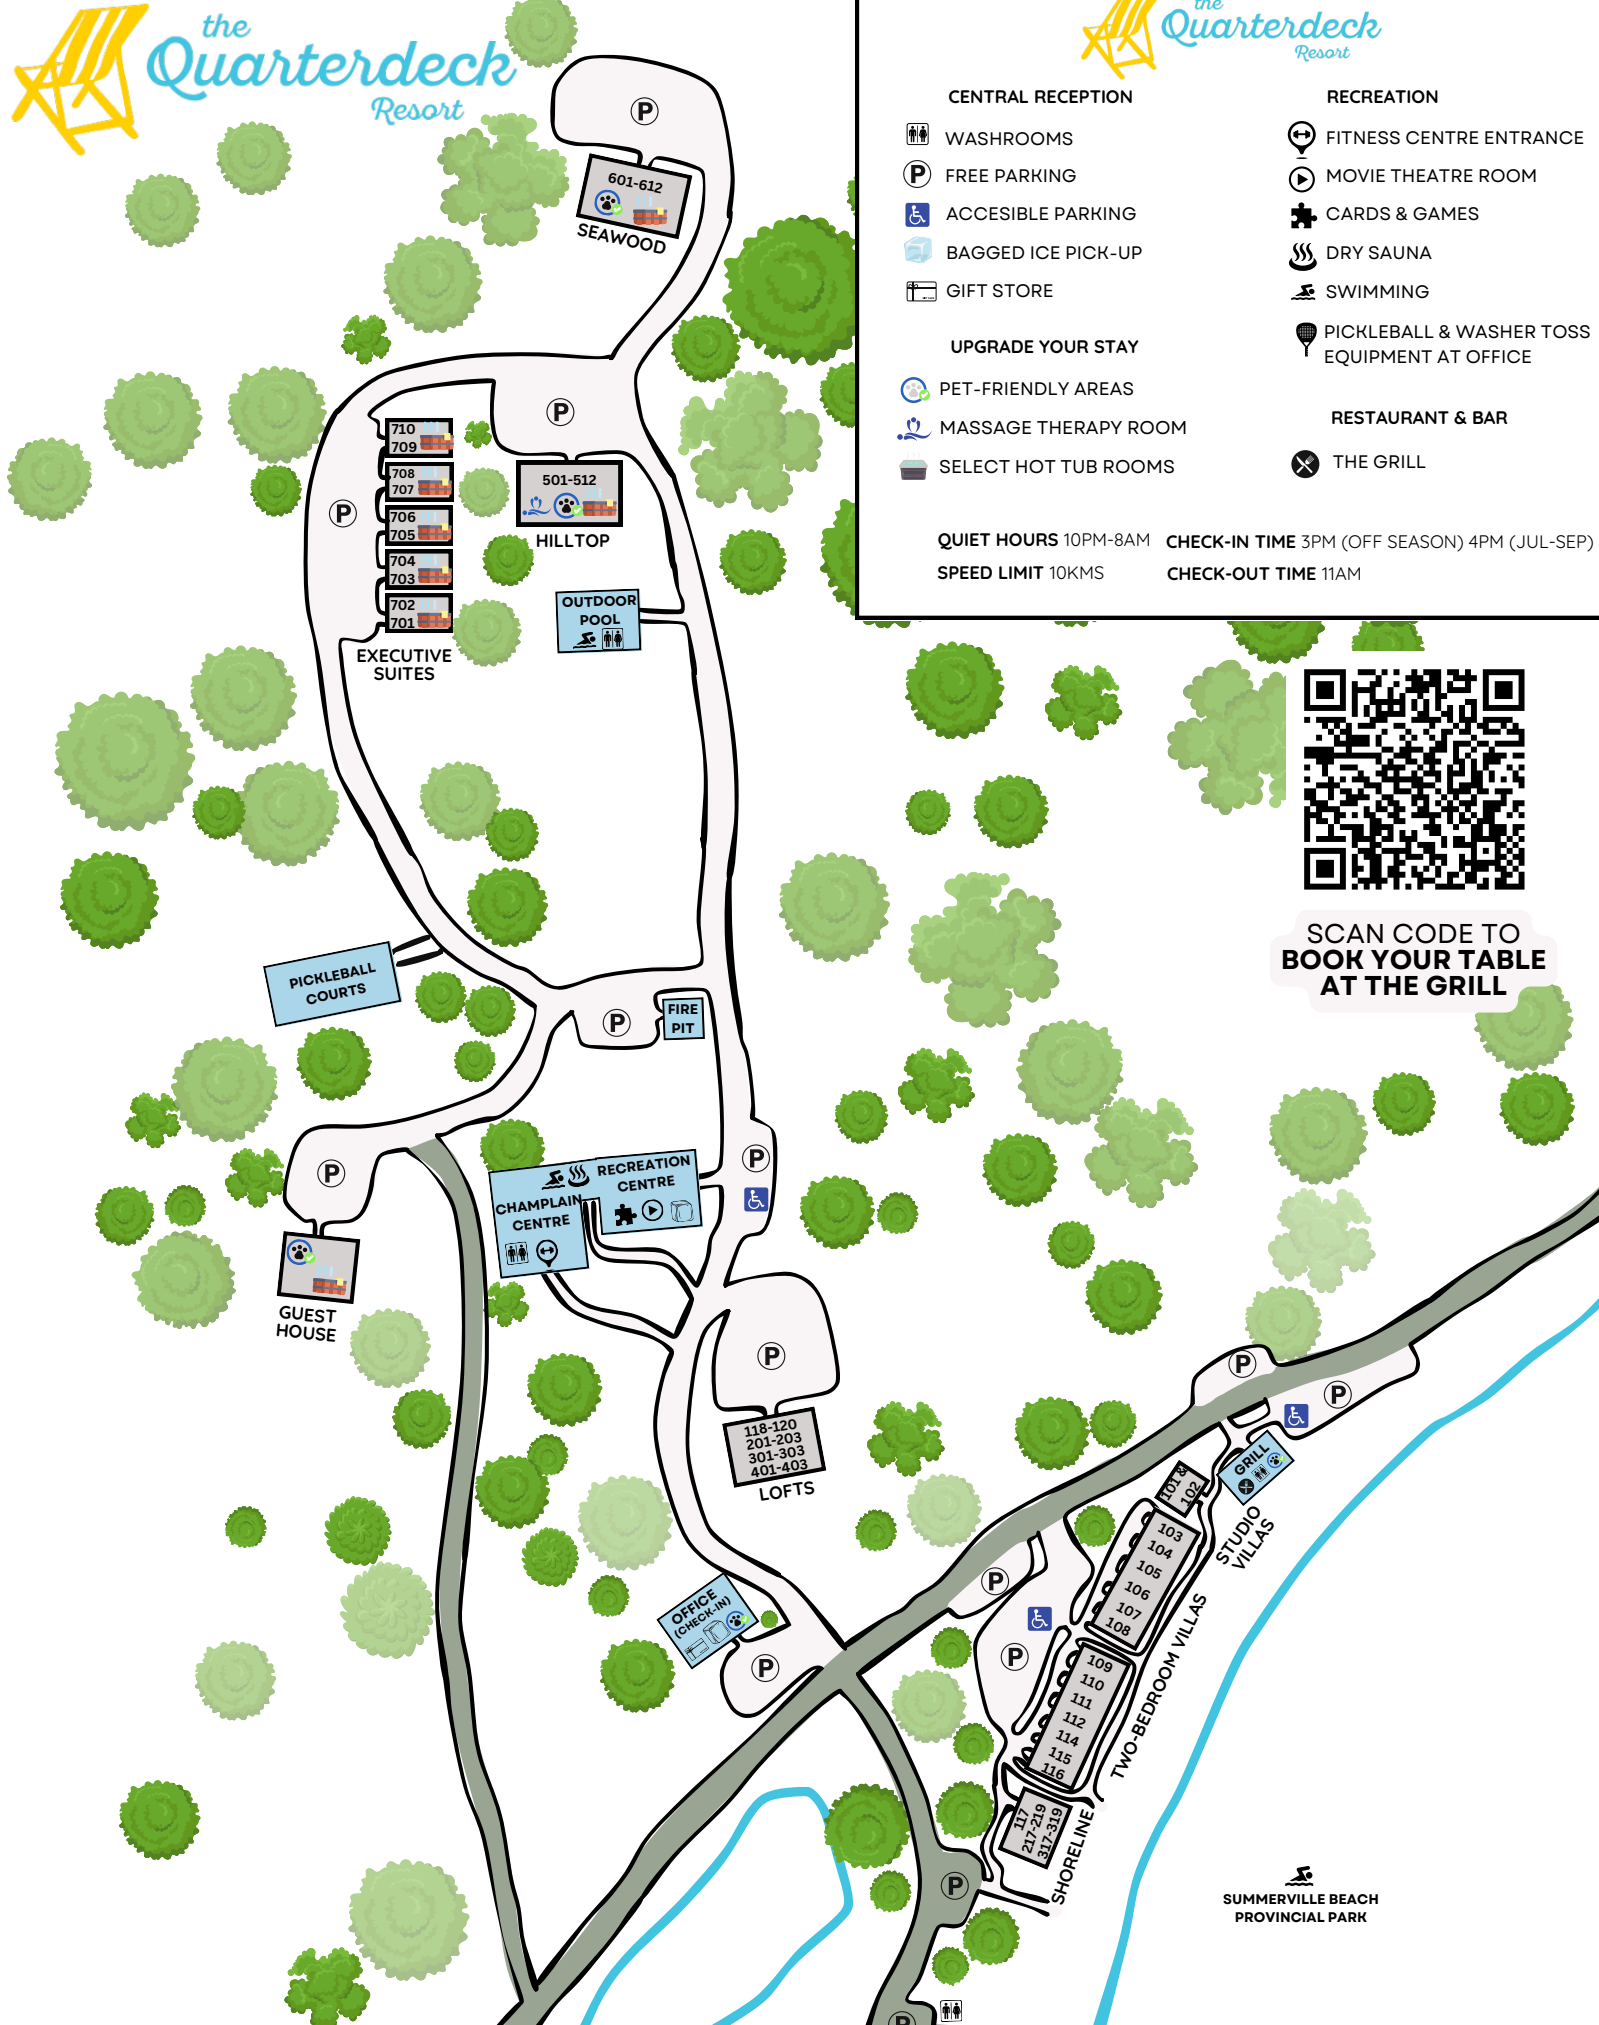 the
Quarterdeck
Resort
the
Quarterdeck
Resort
CENTRAL RECEPTION
WASHROOMS
P
FREE PARKING
ACCESIBLE PARKING
BAGGED ICE PICK-UP
GIFT STORE
UPGRADE YOUR STAY
PET-FRIENDLY AREAS
MASSAGE THERAPY ROOM
SELECT HOT TUB ROOMS
RECREATION
FITNESS CENTRE ENTRANCE
MOVIE THEATRE ROOM
CARDS & GAMES
DRY SAUNA
SWIMMING
PICKLEBALL & WASHER TOSS
EQUIPMENT AT OFFICE
RESTAURANT & BAR
THE GRILL
QUIET HOURS 10PM-8AM
CHECK-IN TIME 3PM (OFF SEASON) 4PM (JUL-SEP)
SPEED LIMIT 10KMS
CHECK-OUT TIME 11AM
SCAN CODE TO
BOOK YOUR TABLE
AT THE GRILL
P
601-612
SEAWOOD
P
710
709
708
707
706
705
704
703
702
701
EXECUTIVE
SUITES
P
501-512
HILLTOP
OUTDOOR
POOL
PICKLEBALL
COURTS
P
FIRE
PIT
P
GUEST
HOUSE
CHAMPLAIN
CENTRE
RECREATION
CENTRE
P
P
118-120
201-203
301-303
401-403
LOFTS
OFFICE
(CHECK-IN)
P
P
P
GRILL
101 &
102
STUDIO
VILLAS
103
104
105
106
107
108
P
P
109
110
111
112
114
115
116
TWO-BEDROOM VILLAS
117
217-219
317-319
SHORELINE
P
P
SUMMERVILLE BEACH
PROVINCIAL PARK